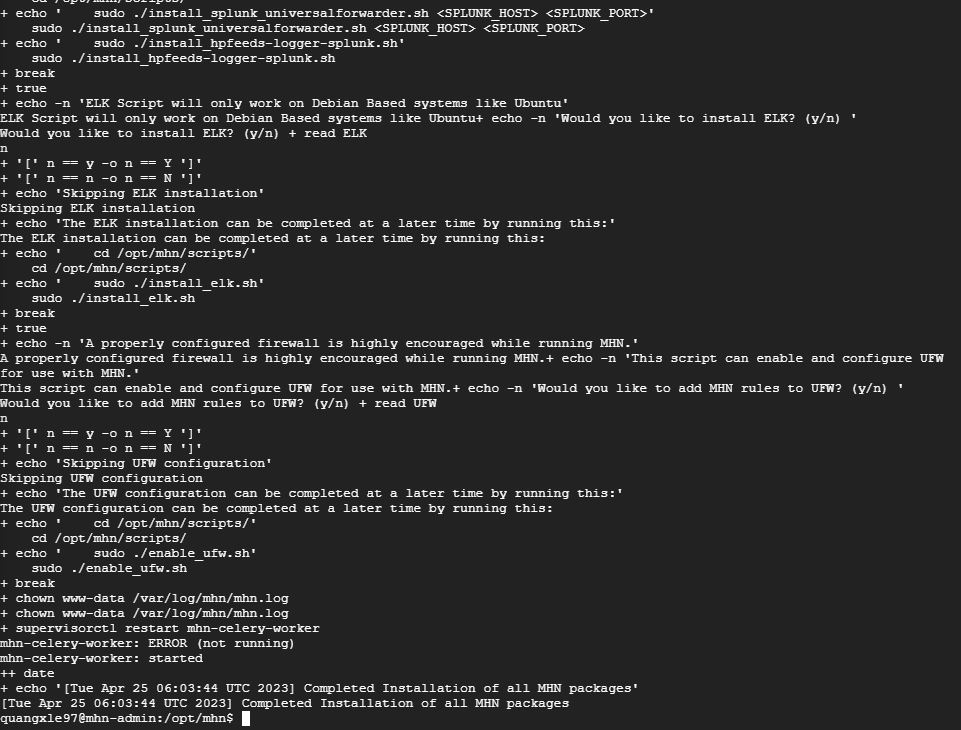 + echo '    sudo ./install_splunk_universalforwarder.sh <SPLUNK_HOST> <SPLUNK_PORT>'
    sudo ./install_splunk_universalforwarder.sh <SPLUNK_HOST> <SPLUNK_PORT>
+ echo '    sudo ./install_hpfeeds-logger-splunk.sh'
    sudo ./install_hpfeeds-logger-splunk.sh
+ break
+ true
+ echo -n 'ELK Script will only work on Debian Based systems like Ubuntu'
ELK Script will only work on Debian Based systems like Ubuntu+ echo -n 'Would you like to install ELK? (y/n) '
Would you like to install ELK? (y/n) + read ELK
n
+ '[' n == y -o n == Y ']'
+ '[' n == n -o n == N ']'
+ echo 'Skipping ELK installation'
Skipping ELK installation
+ echo 'The ELK installation can be completed at a later time by running this:'
The ELK installation can be completed at a later time by running this:
+ echo '    cd /opt/mhn/scripts/'
    cd /opt/mhn/scripts/
+ echo '    sudo ./install_elk.sh'
    sudo ./install_elk.sh
+ break
+ true
+ echo -n 'A properly configured firewall is highly encouraged while running MHN.'
A properly configured firewall is highly encouraged while running MHN.+ echo -n 'This script can enable and configure UFW
for use with MHN.'
This script can enable and configure UFW for use with MHN.+ echo -n 'Would you like to add MHN rules to UFW? (y/n) '
Would you like to add MHN rules to UFW? (y/n) + read UFW
n
+ '[' n == y -o n == Y ']'
+ '[' n == n -o n == N ']'
+ echo 'Skipping UFW configuration'
Skipping UFW configuration
+ echo 'The UFW configuration can be completed at a later time by running this:'
The UFW configuration can be completed at a later time by running this:
+ echo '    cd /opt/mhn/scripts/'
    cd /opt/mhn/scripts/
+ echo '    sudo ./enable_ufw.sh'
    sudo ./enable_ufw.sh
+ break
+ chown www-data /var/log/mhn/mhn.log
+ chown www-data /var/log/mhn/mhn.log
+ supervisorctl restart mhn-celery-worker
mhn-celery-worker: ERROR (not running)
mhn-celery-worker: started
++ date
+ echo '[Tue Apr 25 06:03:44 UTC 2023] Completed Installation of all MHN packages'
[Tue Apr 25 06:03:44 UTC 2023] Completed Installation of all MHN packages
quangxle97@mhn-admin:/opt/mhn$